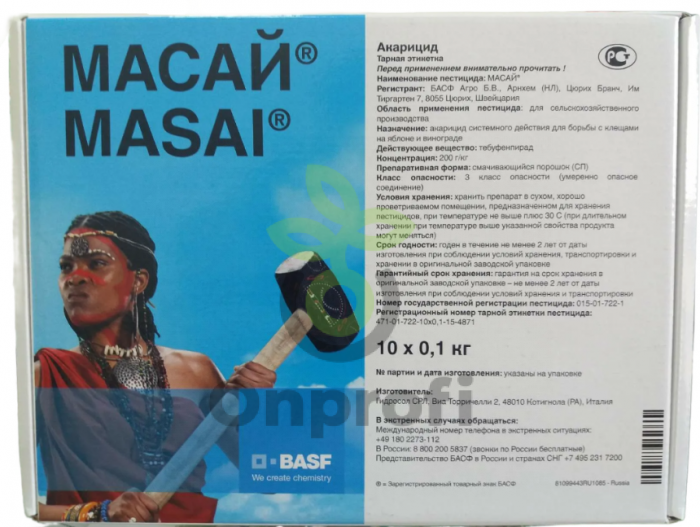 МАСАЙ®
MASAI®
BASF
We create chemistry
Акарицид
Тарная этикетка
Перед применением внимательно прочитать !
Наименование пестицида: МАСАЙ®
Регистрант: БАСФ Агро Б.В., Арнхем (НЛ), Цюрих Бранч, Им
Тиргартен 7, 8055 Цюрих, Швейцария
Область применения пестицида: для сельскохозяйственного
производства
Назначение: акарицид системного действия для борьбы с клещами
на яблоне и винограде
Действующее вещество: тебуфенпирад
Концентрация: 200 г/кг
Препаративная форма: смачивающийся порошок (СП)
Класс опасности: 3 класс опасности (умеренно опасное
соединение)
Условия хранения: хранить препарат в сухом, хорошо
проветриваемом помещении, предназначенном для хранения
пестицидов, при температуре не выше плюс 30 С (при длительном
хранении при температуре выше указанной свойства продукта
могут меняться)
Срок годности: годен в течение не менее 2 лет от даты
изготовления при соблюдении условий хранения, транспортировки и
хранении в оригинальной заводской упаковке
Гарантийный срок хранения: гарантия на срок хранения в
оригинальной заводской упаковке – не менее 2 лет от даты
изготовления при соблюдении условий хранения и транспортировки
Номер государственной регистрации пестицида: 015-01-722-1
Регистрационный номер тарной этикетки пестицида:
471-01-722-10х0,1-15-4871
10 x 0,1 кг
№ партии и дата изготовления: указаны на упаковке
Изготовитель:
Гидросол СРЛ, Виа Торричелли 2, 48010 Котигнола (РА), Италия
В экстренных случаях обращаться:
Международный номер телефона в экстренных ситуациях:
+49 180 2273-112
В России: 8 800 200 5837 (звонки по России бесплатные)
Представительство БАСФ в России и странах СНГ +7 495 231 7200
® = Зарегистрированный товарный знак БАСФ
81099443RU1085 - Russia
onprofi